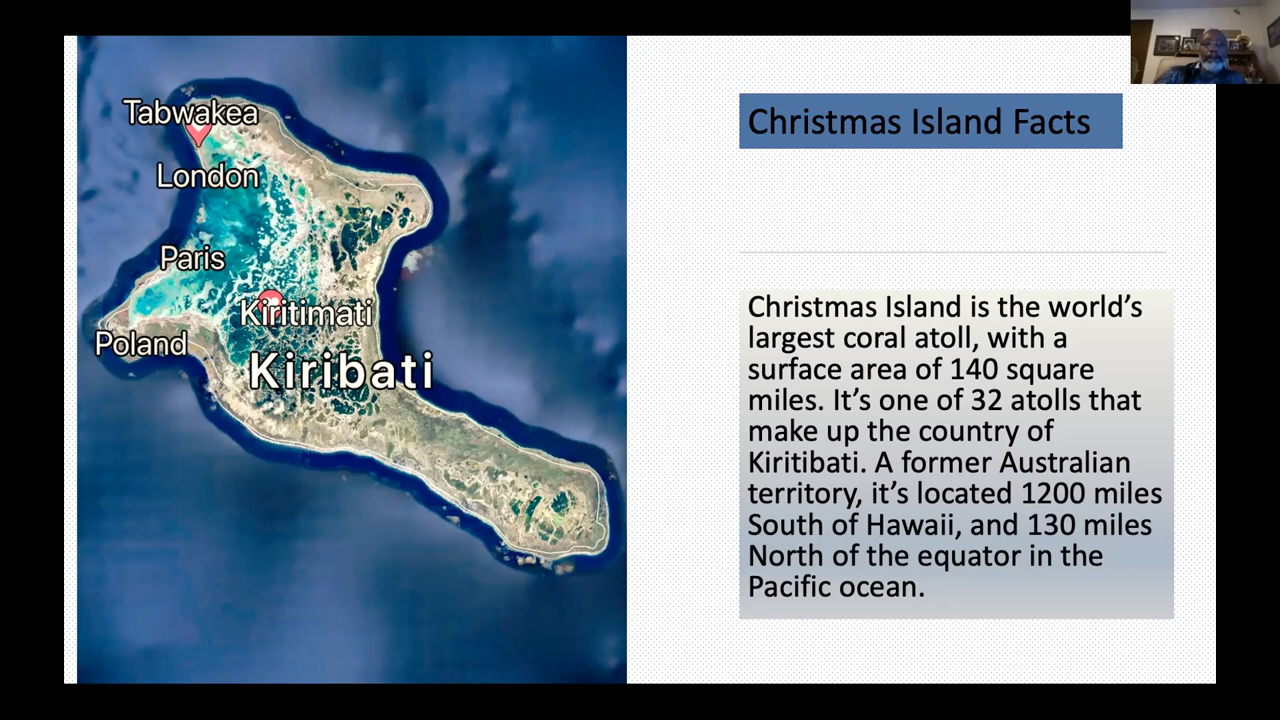 Tabwakea
London
Paris
Kiritimati
Poland
Kiribati
Christmas Island Facts
Christmas Island is the world’s
largest coral atoll, with a
surface area of 140 square
miles. It’s one of 32 atolls that
make up the country of
Kiritibati. A former Australian
territory, it’s located 1200 miles
South of Hawaii, and 130 miles
North of the equator in the
Pacific ocean.